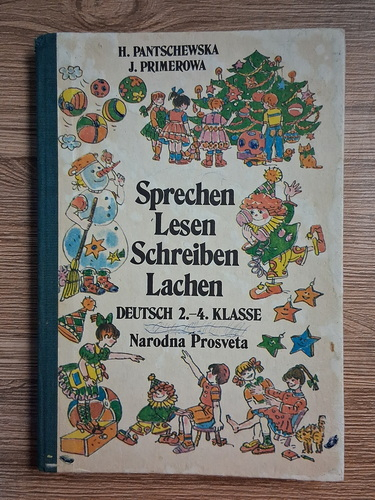 H. PANTSCHEWSKA
J. PRIMEROWA
Sprechen
Lesen
Schreiben
Lachen
DEUTSCH 2.–4. KLASSE
Narodna Prosveta